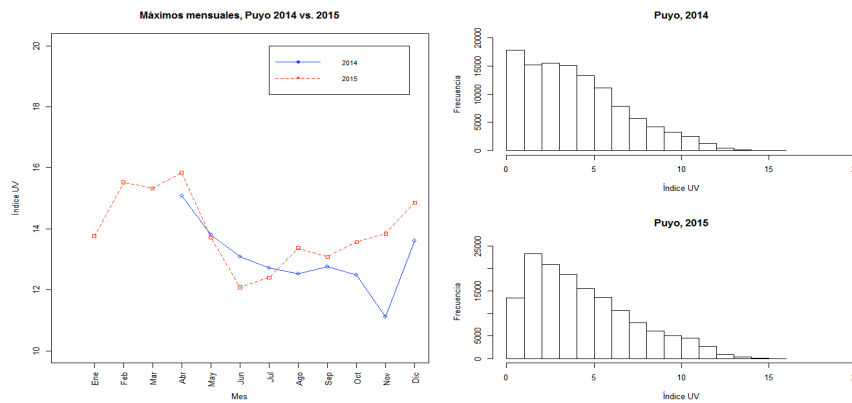 Máximos mensuales, Puyo 2014 vs. 2015
20
18
16
14
12
10
Índice UV
2014
2015
Ene Feb Mar Abr May Jun Jul Ago Sep Oct Nov Dic
Mes
Puyo, 2014
Frecuencia
20000
15000
10000
5000
0
0 5 10 15
Índice UV
Puyo, 2015
Frecuencia
25000
15000
5000
0
0 5 10 15
Índice UV